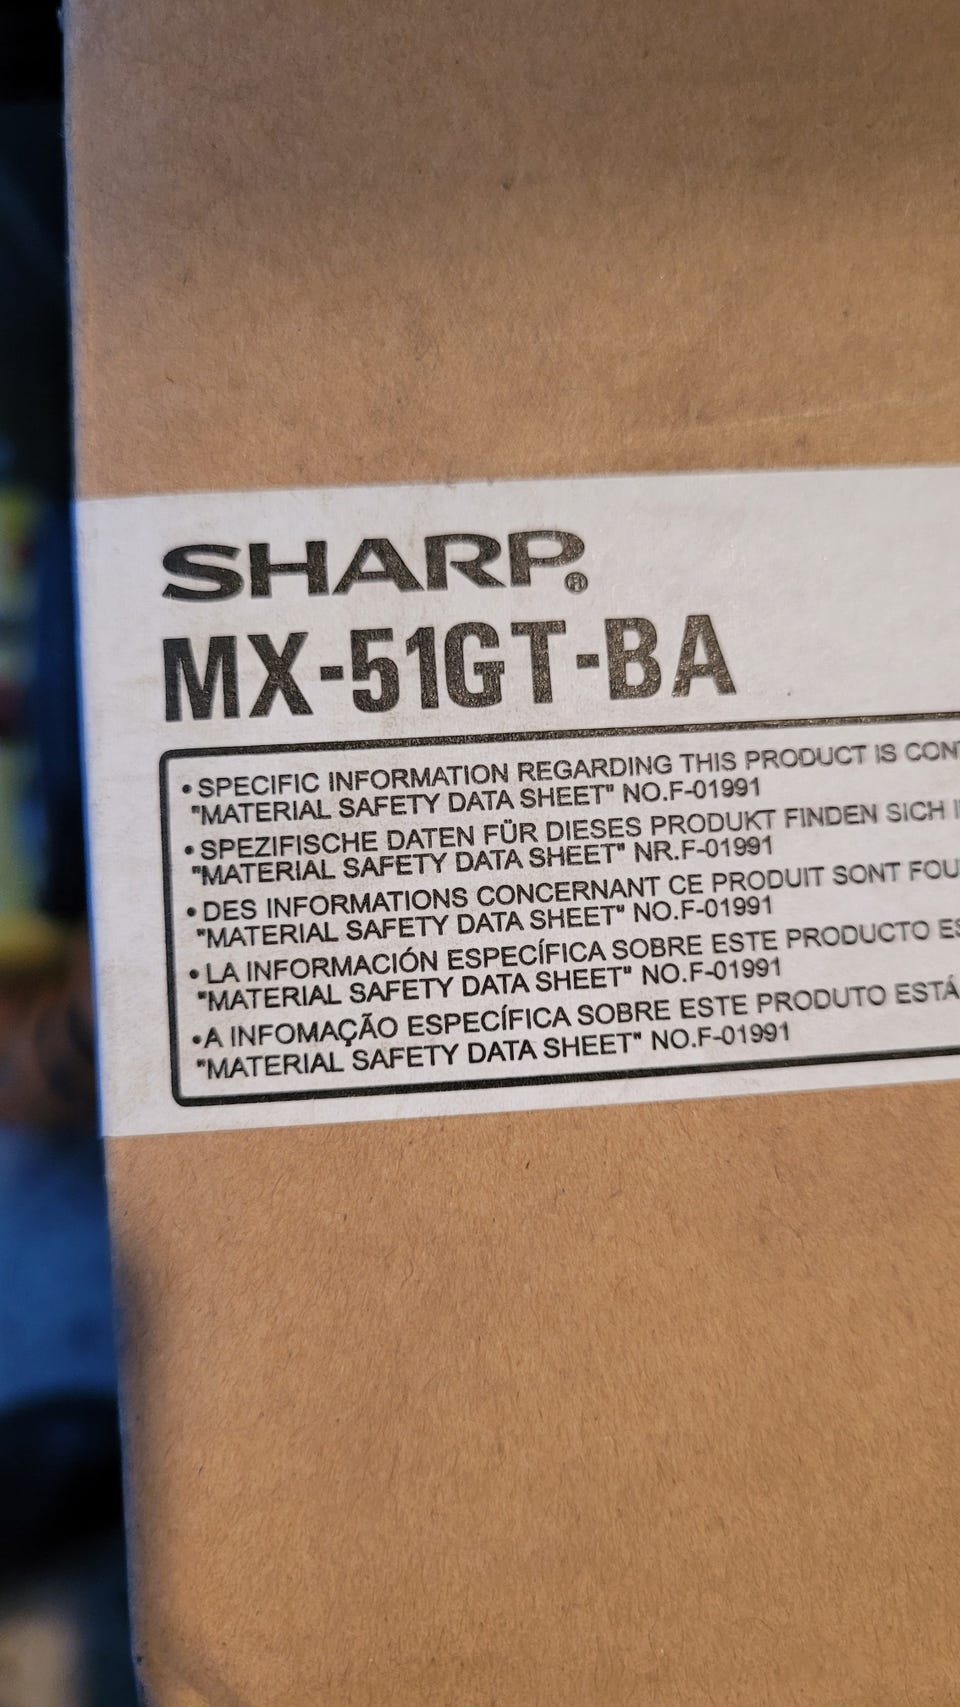 SHARP®
MX-51GT-BA
• SPECIFIC INFORMATION REGARDING THIS PRODUCT IS
"MATERIAL SAFETY DATA SHEET" NO.F-01991
• SPEZIFISCHE DATEN FÜR DIESES PRODUKT FINDEN SICH
"MATERIAL SAFETY DATA SHEET" NR.F-01991
• DES INFORMATIONS CONCERNANT CE PRODUIT SONT
"MATERIAL SAFETY DATA SHEET" NO.F-01991
• LA INFORMACIÓN ESPECÍFICA SOBRE ESTE PRODUCTO
"MATERIAL SAFETY DATA SHEET" NO.F-01991
• A INFOMAÇÃO ESPECÍFICA SOBRE ESTE PRODUTO ESTÁ
"MATERIAL SAFETY DATA SHEET" NO.F-01991